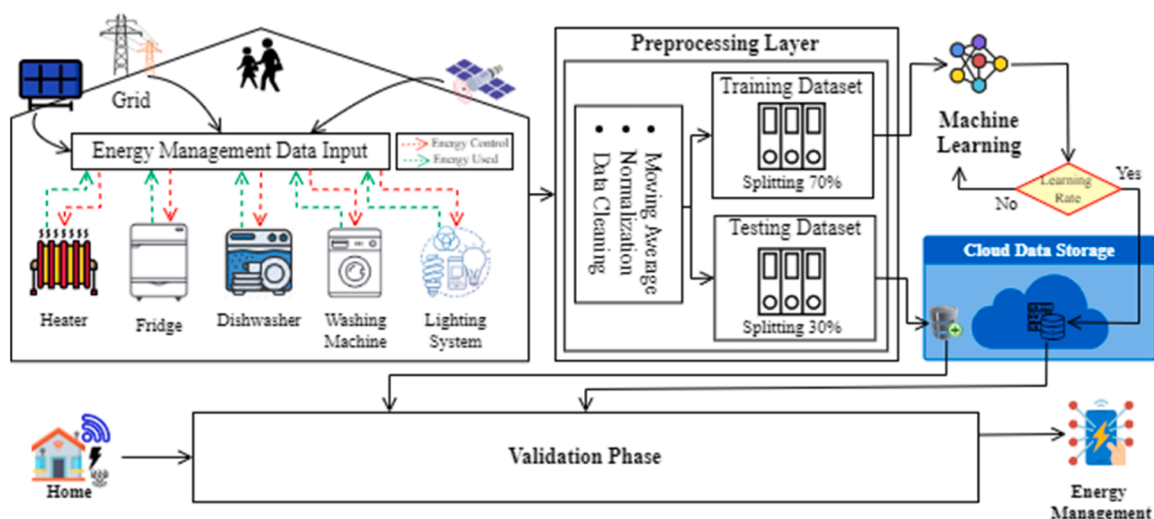 Grid
Energy Management Data Input
Energy Control
Energy Used
Heater
Fridge
Dishwasher
Washing
Machine
Lighting
System
Preprocessing Layer
Moving Average
Normalization
Data Cleaning
Training Dataset
Splitting 70%
Testing Dataset
Splitting 30%
Machine
Learning
Learning
Rate
No
Yes
Cloud Data Storage
Home
Validation Phase
Energy
Management